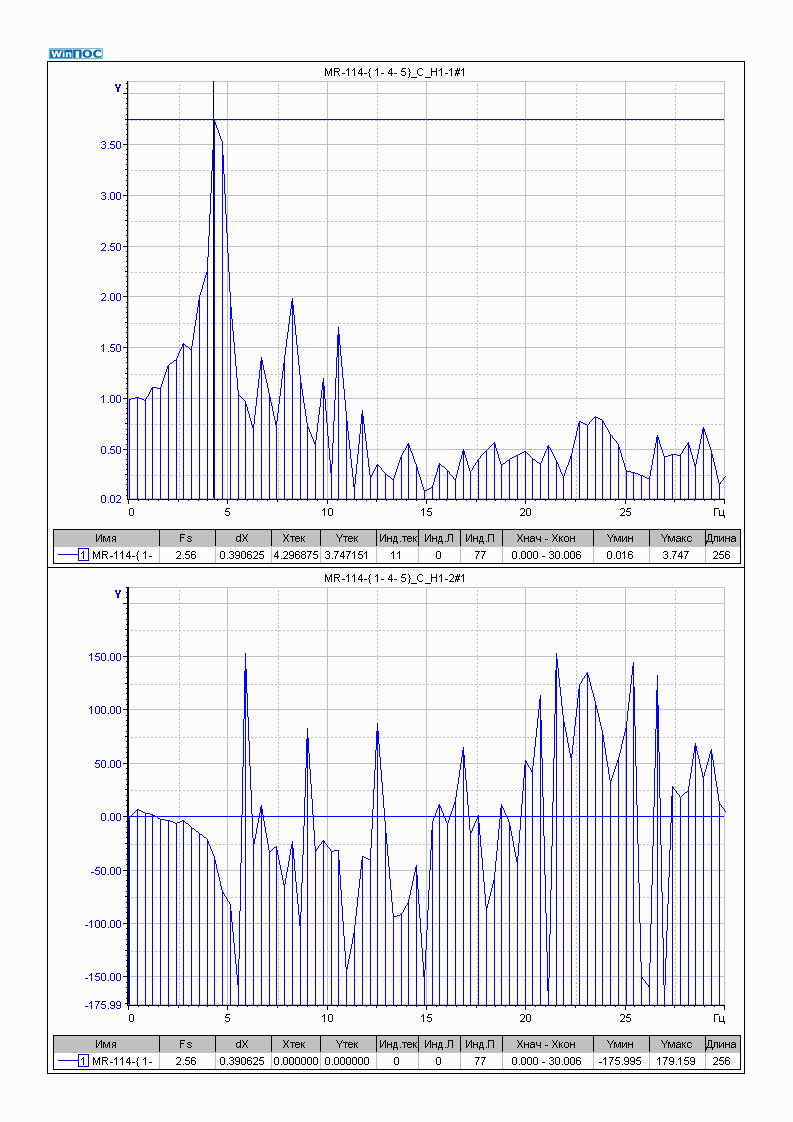 WinПОС
MR-114-{ 1- 4- 5}_C_H1-1#1
Y
3.50
3.00
2.50
2.00
1.50
1.00
0.50
0.02
0 5 10 15 20 25 Гц
Имя Fs dX Xтек Yтек Инд.тек Инд.Л Инд.П Xнач - Xкон Yмин Yмакс Длина
1 MR-114-{ 1- 2.56 0.390625 4.296875 3.747151 11 0 77 0.000 - 30.006 0.016 3.747 256
MR-114-{ 1- 4- 5}_C_H1-2#1
Y
150.00
100.00
50.00
0.00
-50.00
-100.00
-150.00
-175.99
0 5 10 15 20 25 Гц
Имя Fs dX Xтек Yтек Инд.тек Инд.Л Инд.П Xнач - Xкон Yмин Yмакс Длина
1 MR-114-{ 1- 2.56 0.390625 0.000000 0.000000 0 0 77 0.000 - 30.006 -175.995 179.159 256